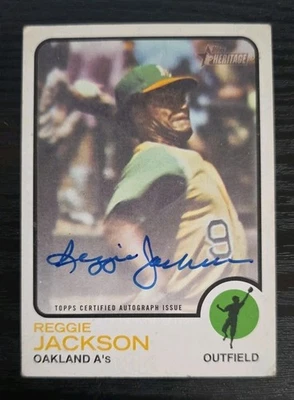 Topps
HERITAGE
9
Reggie Jackson
TOPPS CERTIFIED AUTOGRAPH ISSUE
REGGIE
JACKSON
OAKLAND A's
OUTFIELD